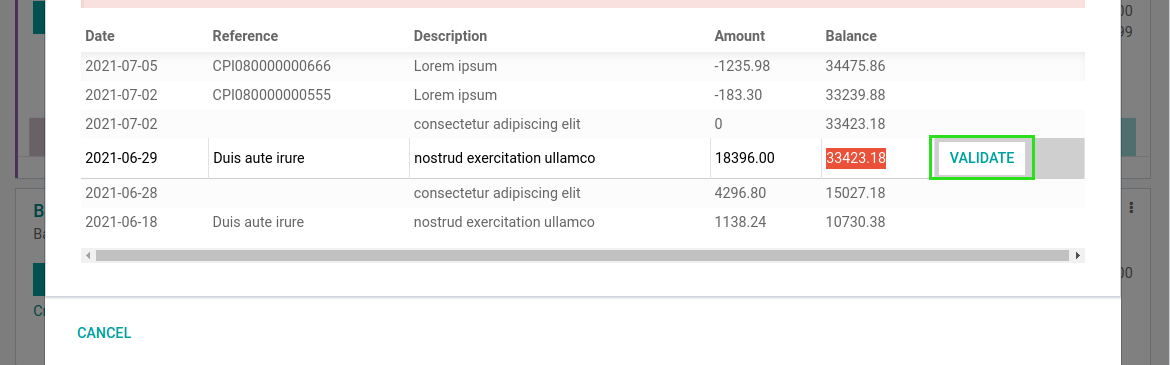 00
99
Date Reference Description Amount Balance
2021-07-05 CPI080000000666 Lorem ipsum -1235.98 34475.86
2021-07-02 CPI080000000555 Lorem ipsum -183.30 33239.88
2021-07-02 consectetur adipiscing elit 0 33423.18
2021-06-29 Duis aute irure nostrud exercitation ullamco 18396.00 33423.18 VALIDATE
2021-06-28 consectetur adipiscing elit 4296.80 15027.18
2021-06-18 Duis aute irure nostrud exercitation ullamco 1138.24 10730.38
00
CANCEL